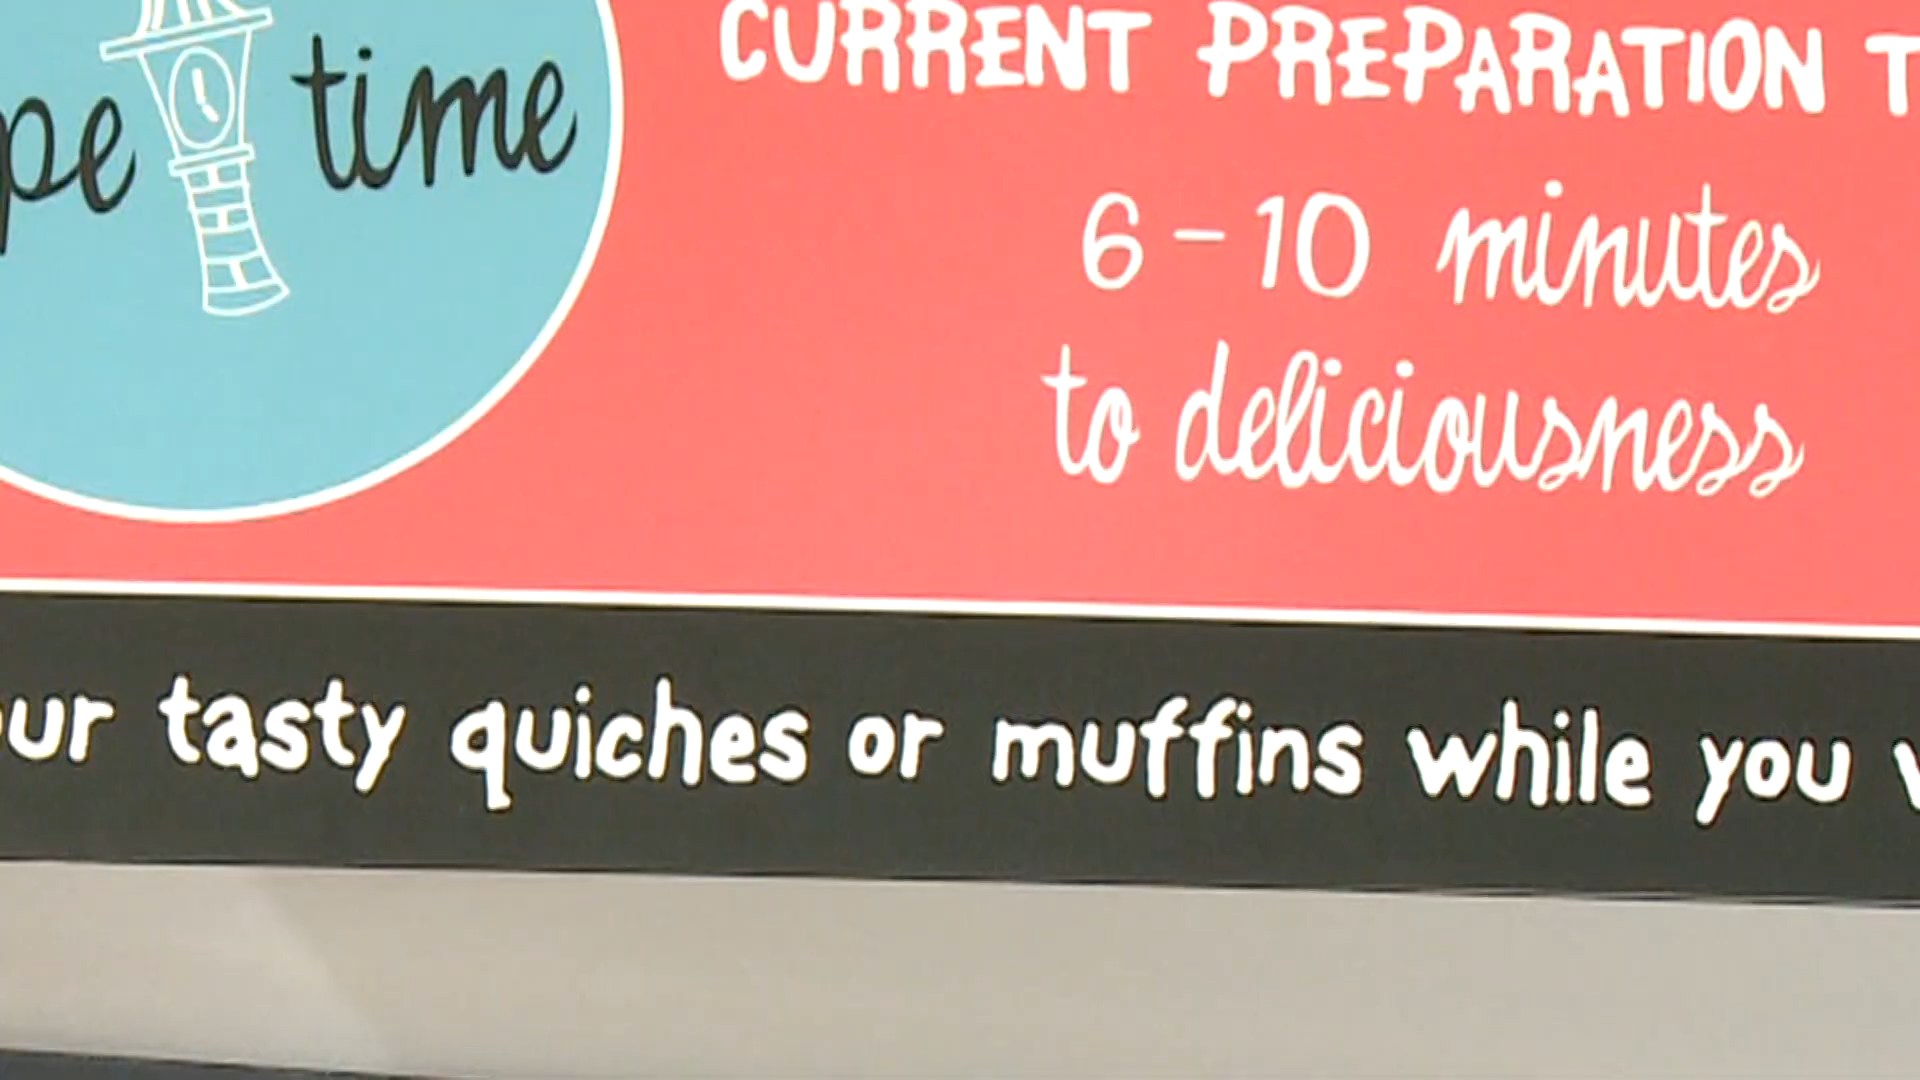 time
CURRENT PREPARATION
6-10 minutes
to deliciousness
tasty quiches or muffins while you